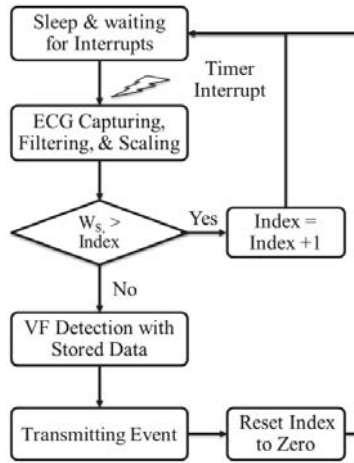 Sleep & waiting
for Interrupts
Timer
Interrupt
ECG Capturing,
Filtering, & Scaling
Ws. >
Index
Yes
Index =
Index +1
No
VF Detection with
Stored Data
Transmitting Event
Reset Index
to Zero